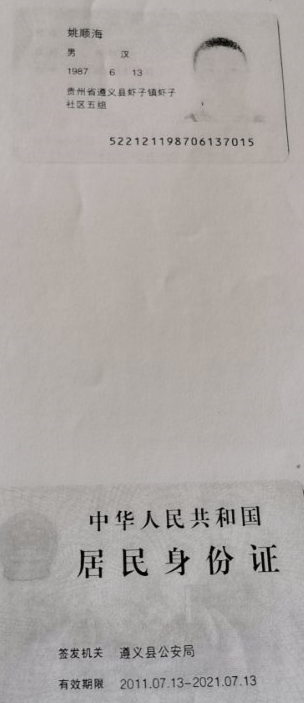 姚顺海
男 汉
1987 6 13
贵州省遵义县虾子镇虾子
社区五组
522121198706137015
中华人民共和国
居民身份证
签发机关 遵义县公安局
有效期限 2011.07.13-2021.07.13